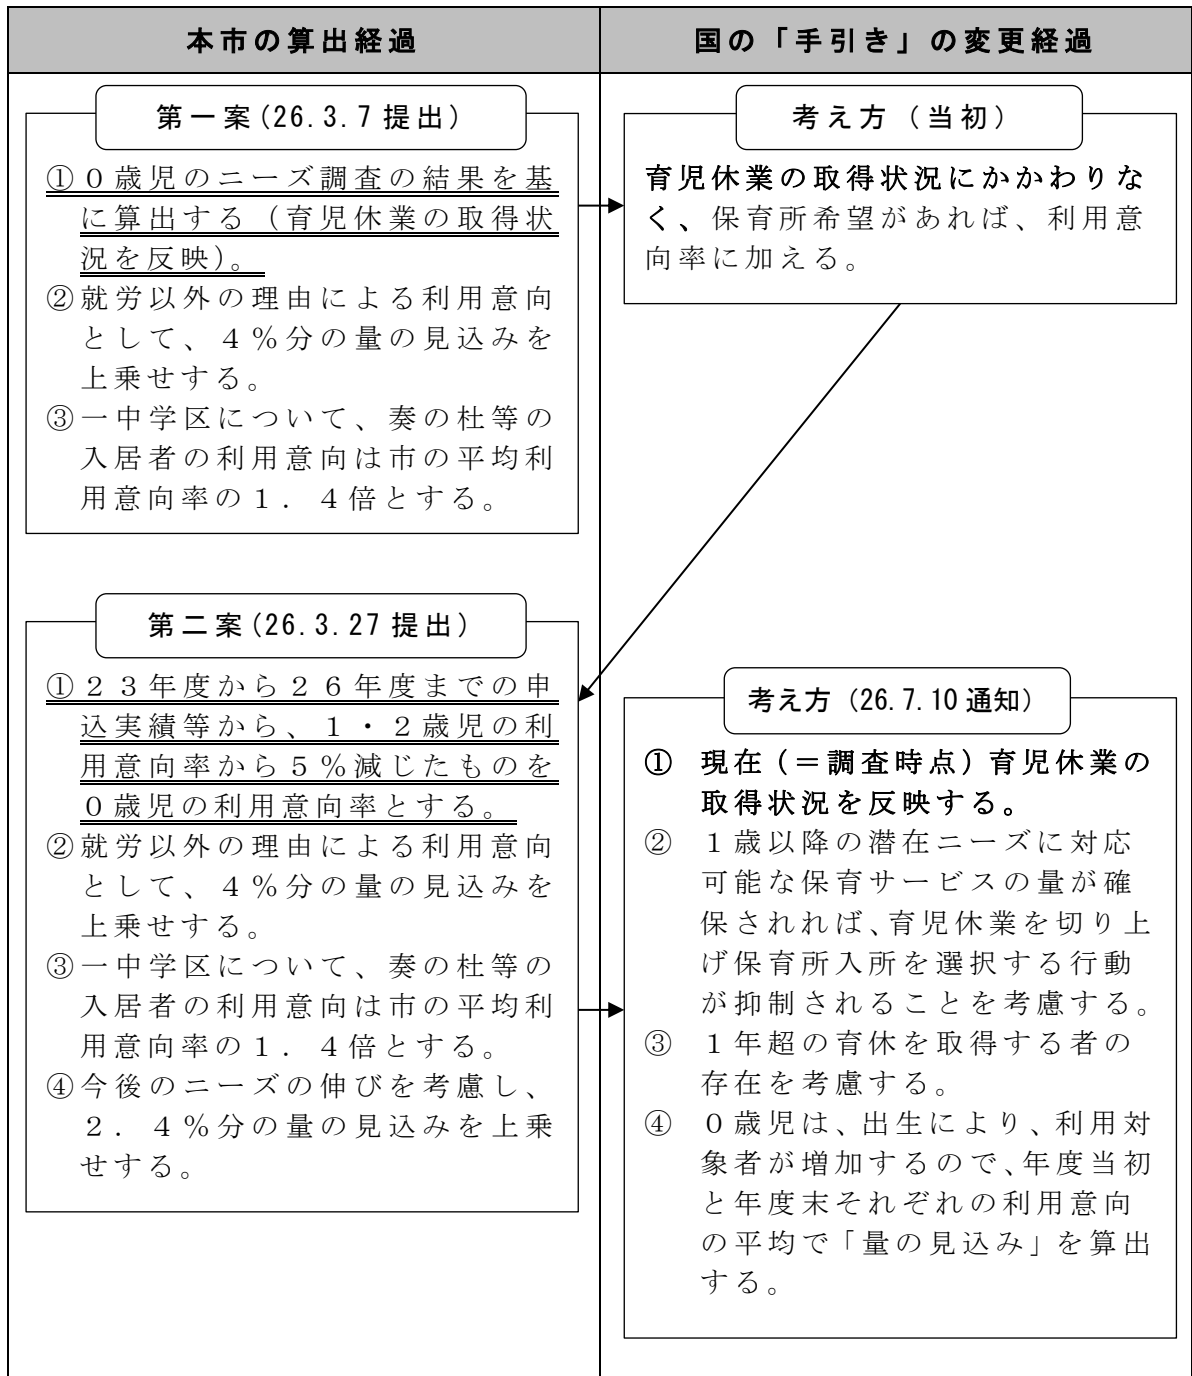 本市の算出経過
国の「手引き」の変更経過
第一案(26.3.7提出)
①０歳児のニーズ調査の結果を基
に算出する（育児休業の取得状
況を反映）。
②就労以外の理由による利用意向
として、４％分の量の見込みを
上乗せする。
③一中学区について、奏の杜等の
入居者の利用意向は市の平均利
用意向率の１．４倍とする。
考え方（当初）
育児休業の取得状況にかかわりな
く、保育所希望があれば、利用意
向率に加える。
第二案(26.3.27提出)
①２３年度から２６年度までの申
込実績等から、１・２歳児の利
用意向率から５％減じたものを
０歳児の利用意向率とする。
②就労以外の理由による利用意向
として、４％分の量の見込みを
上乗せする。
③一中学区について、奏の杜等の
入居者の利用意向は市の平均利
用意向率の１．４倍とする。
④今後のニーズの伸びを考慮し、
２．４％分の量の見込みを上乗
せする。
考え方（26.7.10通知）
① 現在（＝調査時点）育児休業の
取得状況を反映する。
② １歳以降の潜在ニーズに対応
可能な保育サービスの量が確
保されれば、育児休業を切り上
げ保育所入所を選択する行動
が抑制されることを考慮する。
③ １年超の育休を取得する者の
存在を考慮する。
④ ０歳児は、出生により、利用対
象者が増加するので、年度当初
と年度末それぞれの利用意向
の平均で「量の見込み」を算出
する。